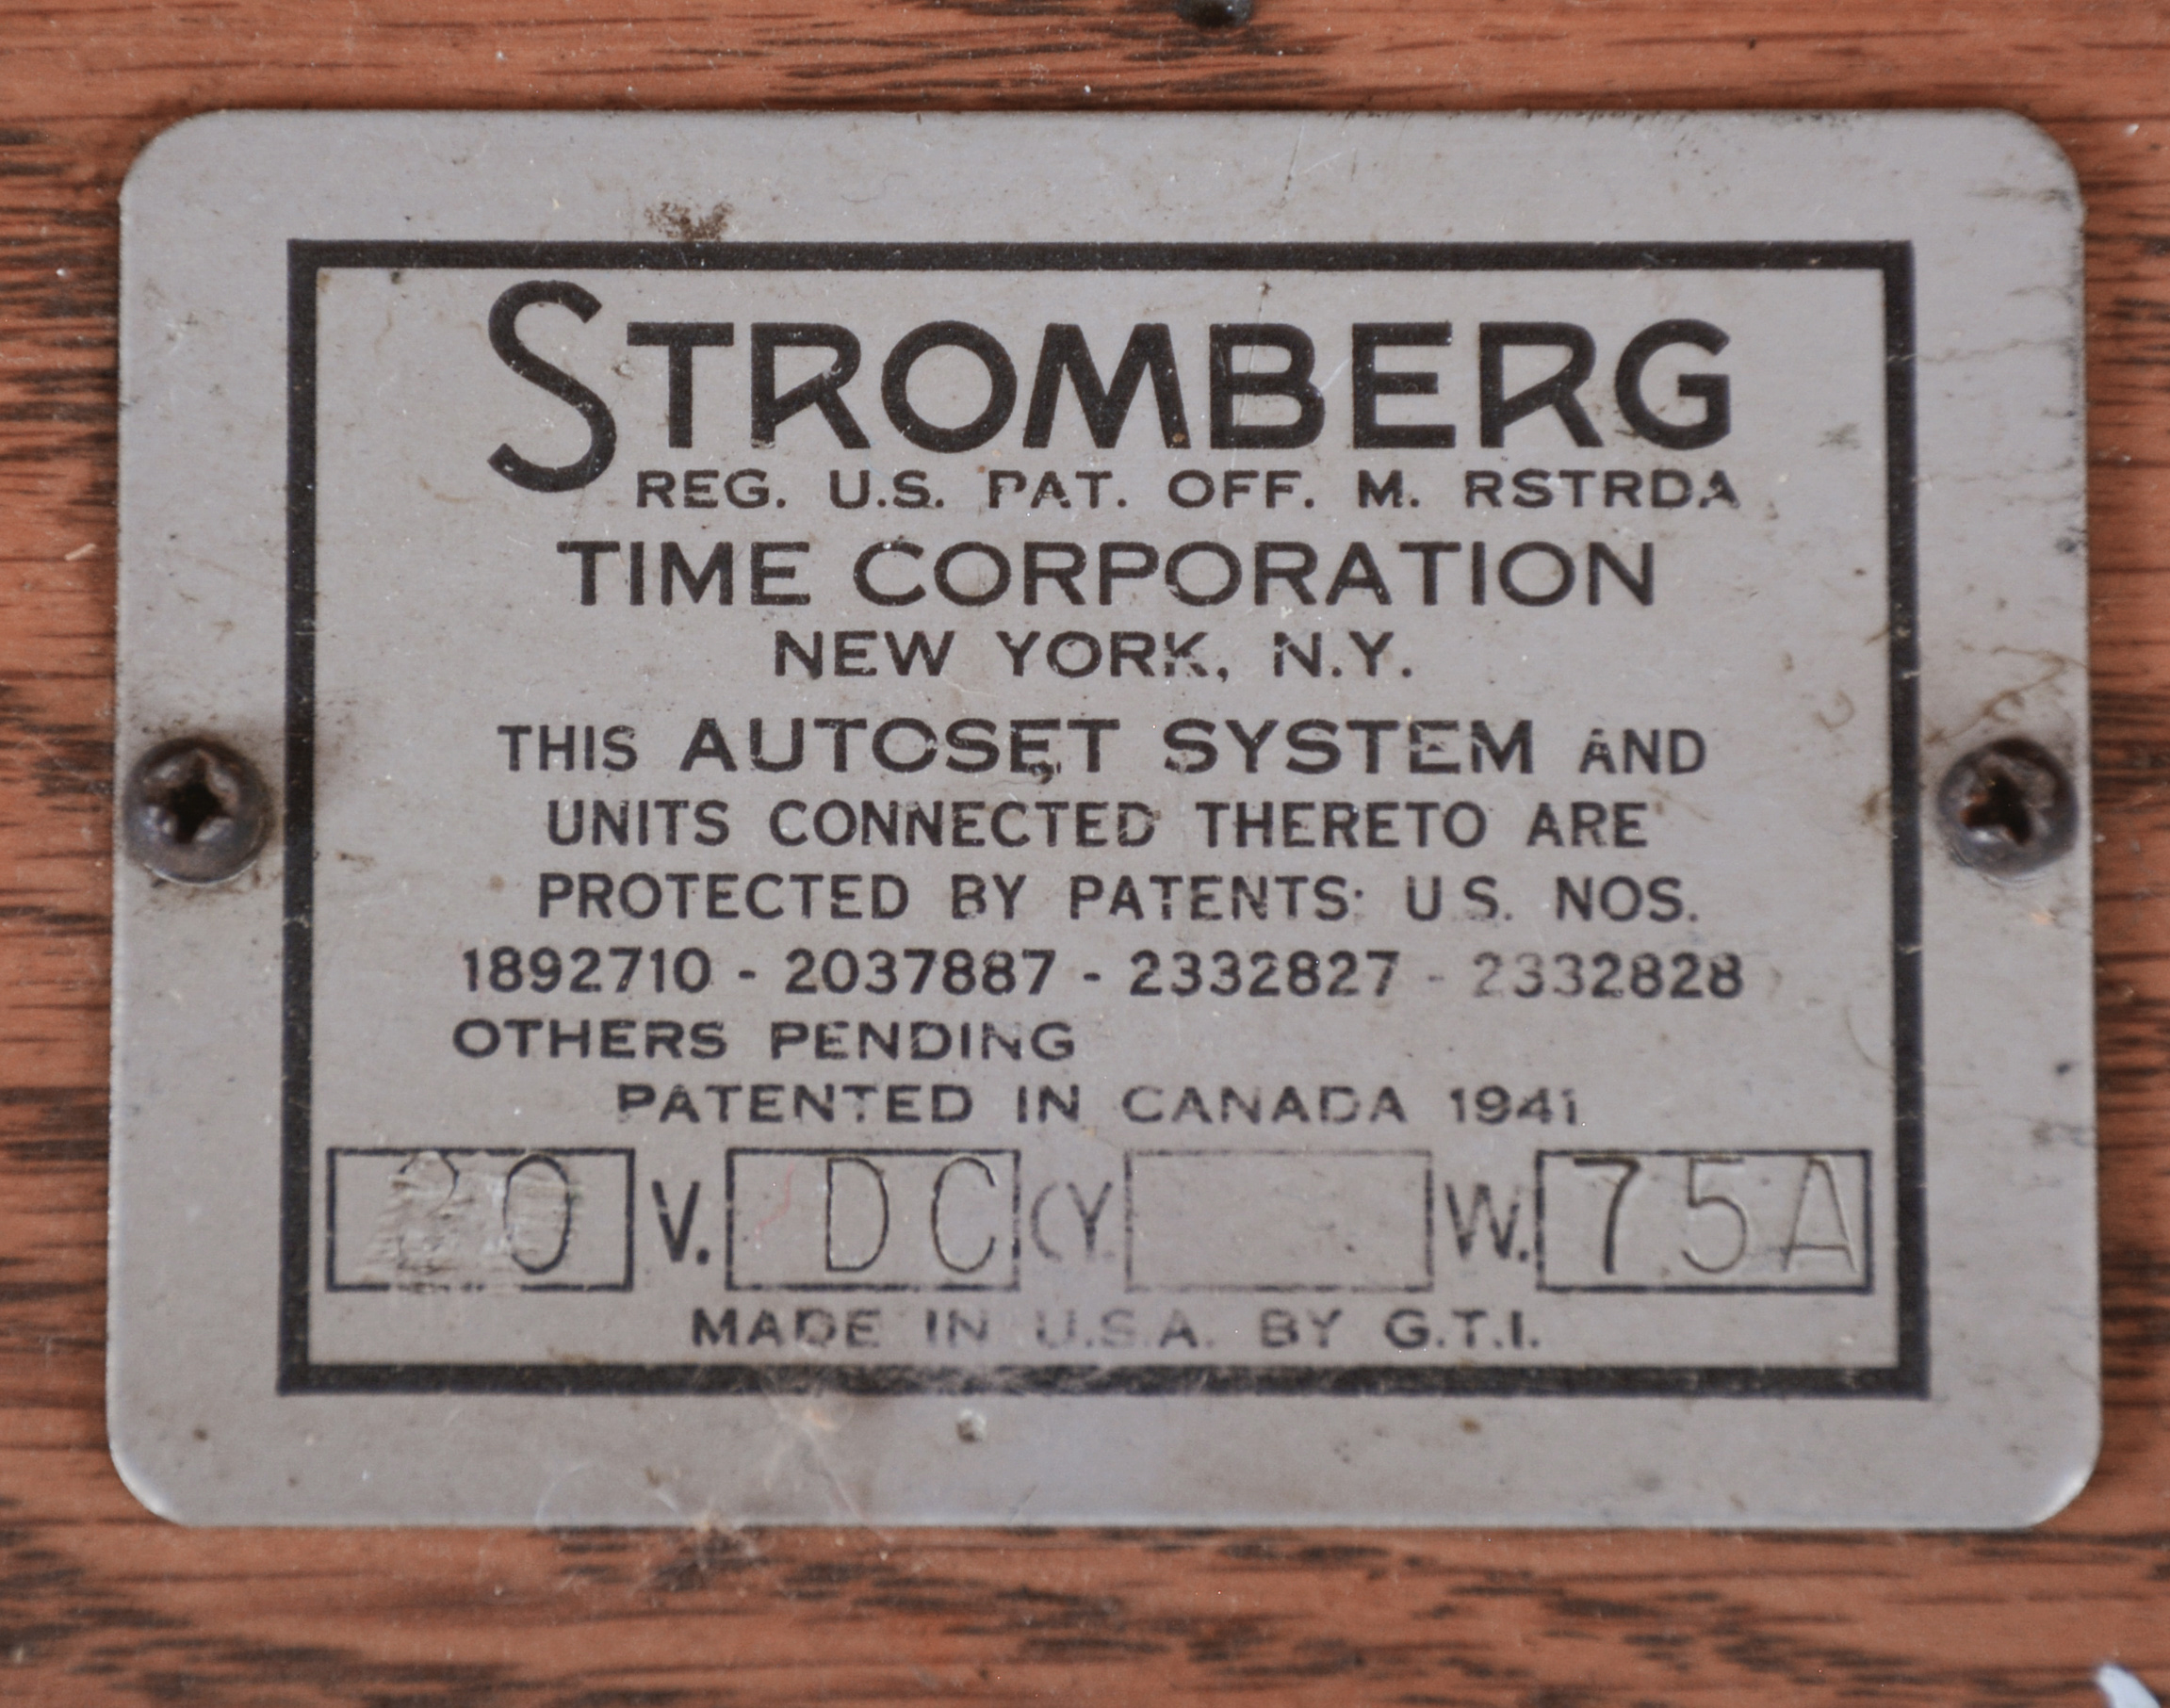 STROMBERG
REG. U.S. PAT. OFF. M. RSTRDA
TIME CORPORATION
NEW YORK, N.Y.
THIS AUTOSET SYSTEM AND
UNITS CONNECTED THERETO ARE
PROTECTED BY PATENTS: U.S. NOS.
1892710 - 2037887 - 2332827 - 2332828
OTHERS PENDING
PATENTED IN CANADA 1941
V. DC CY. W. 75A
MADE IN U.S.A. BY G.T.I.